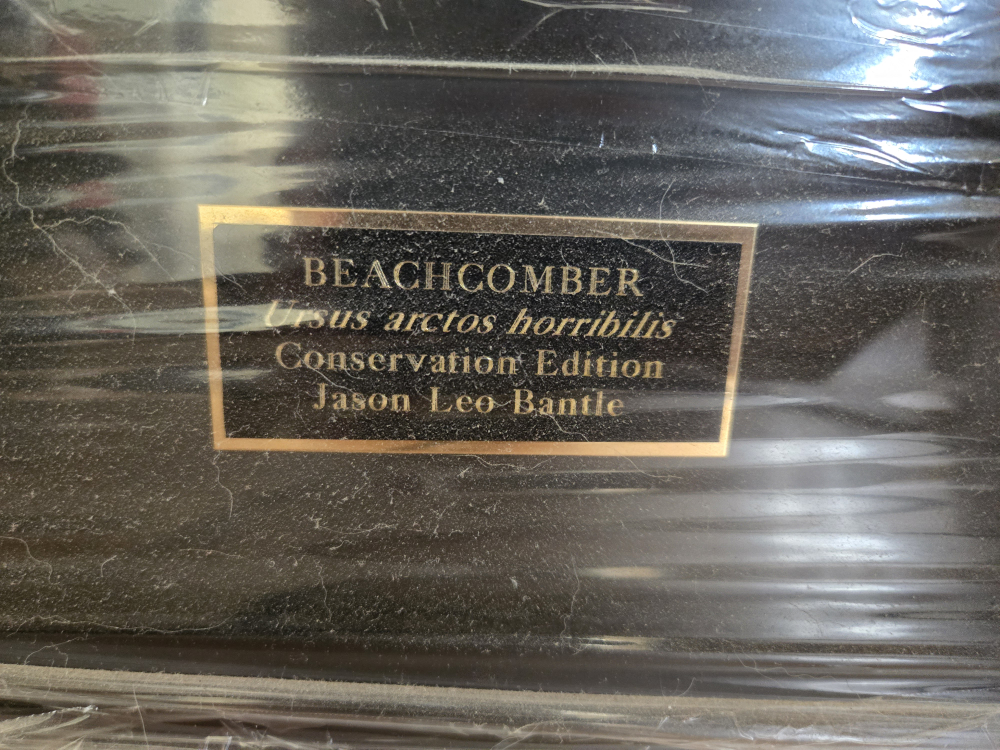 BEACHCOMBER
Ursus arctos horribilis
Conservation Edition
Jason Leo Bantle